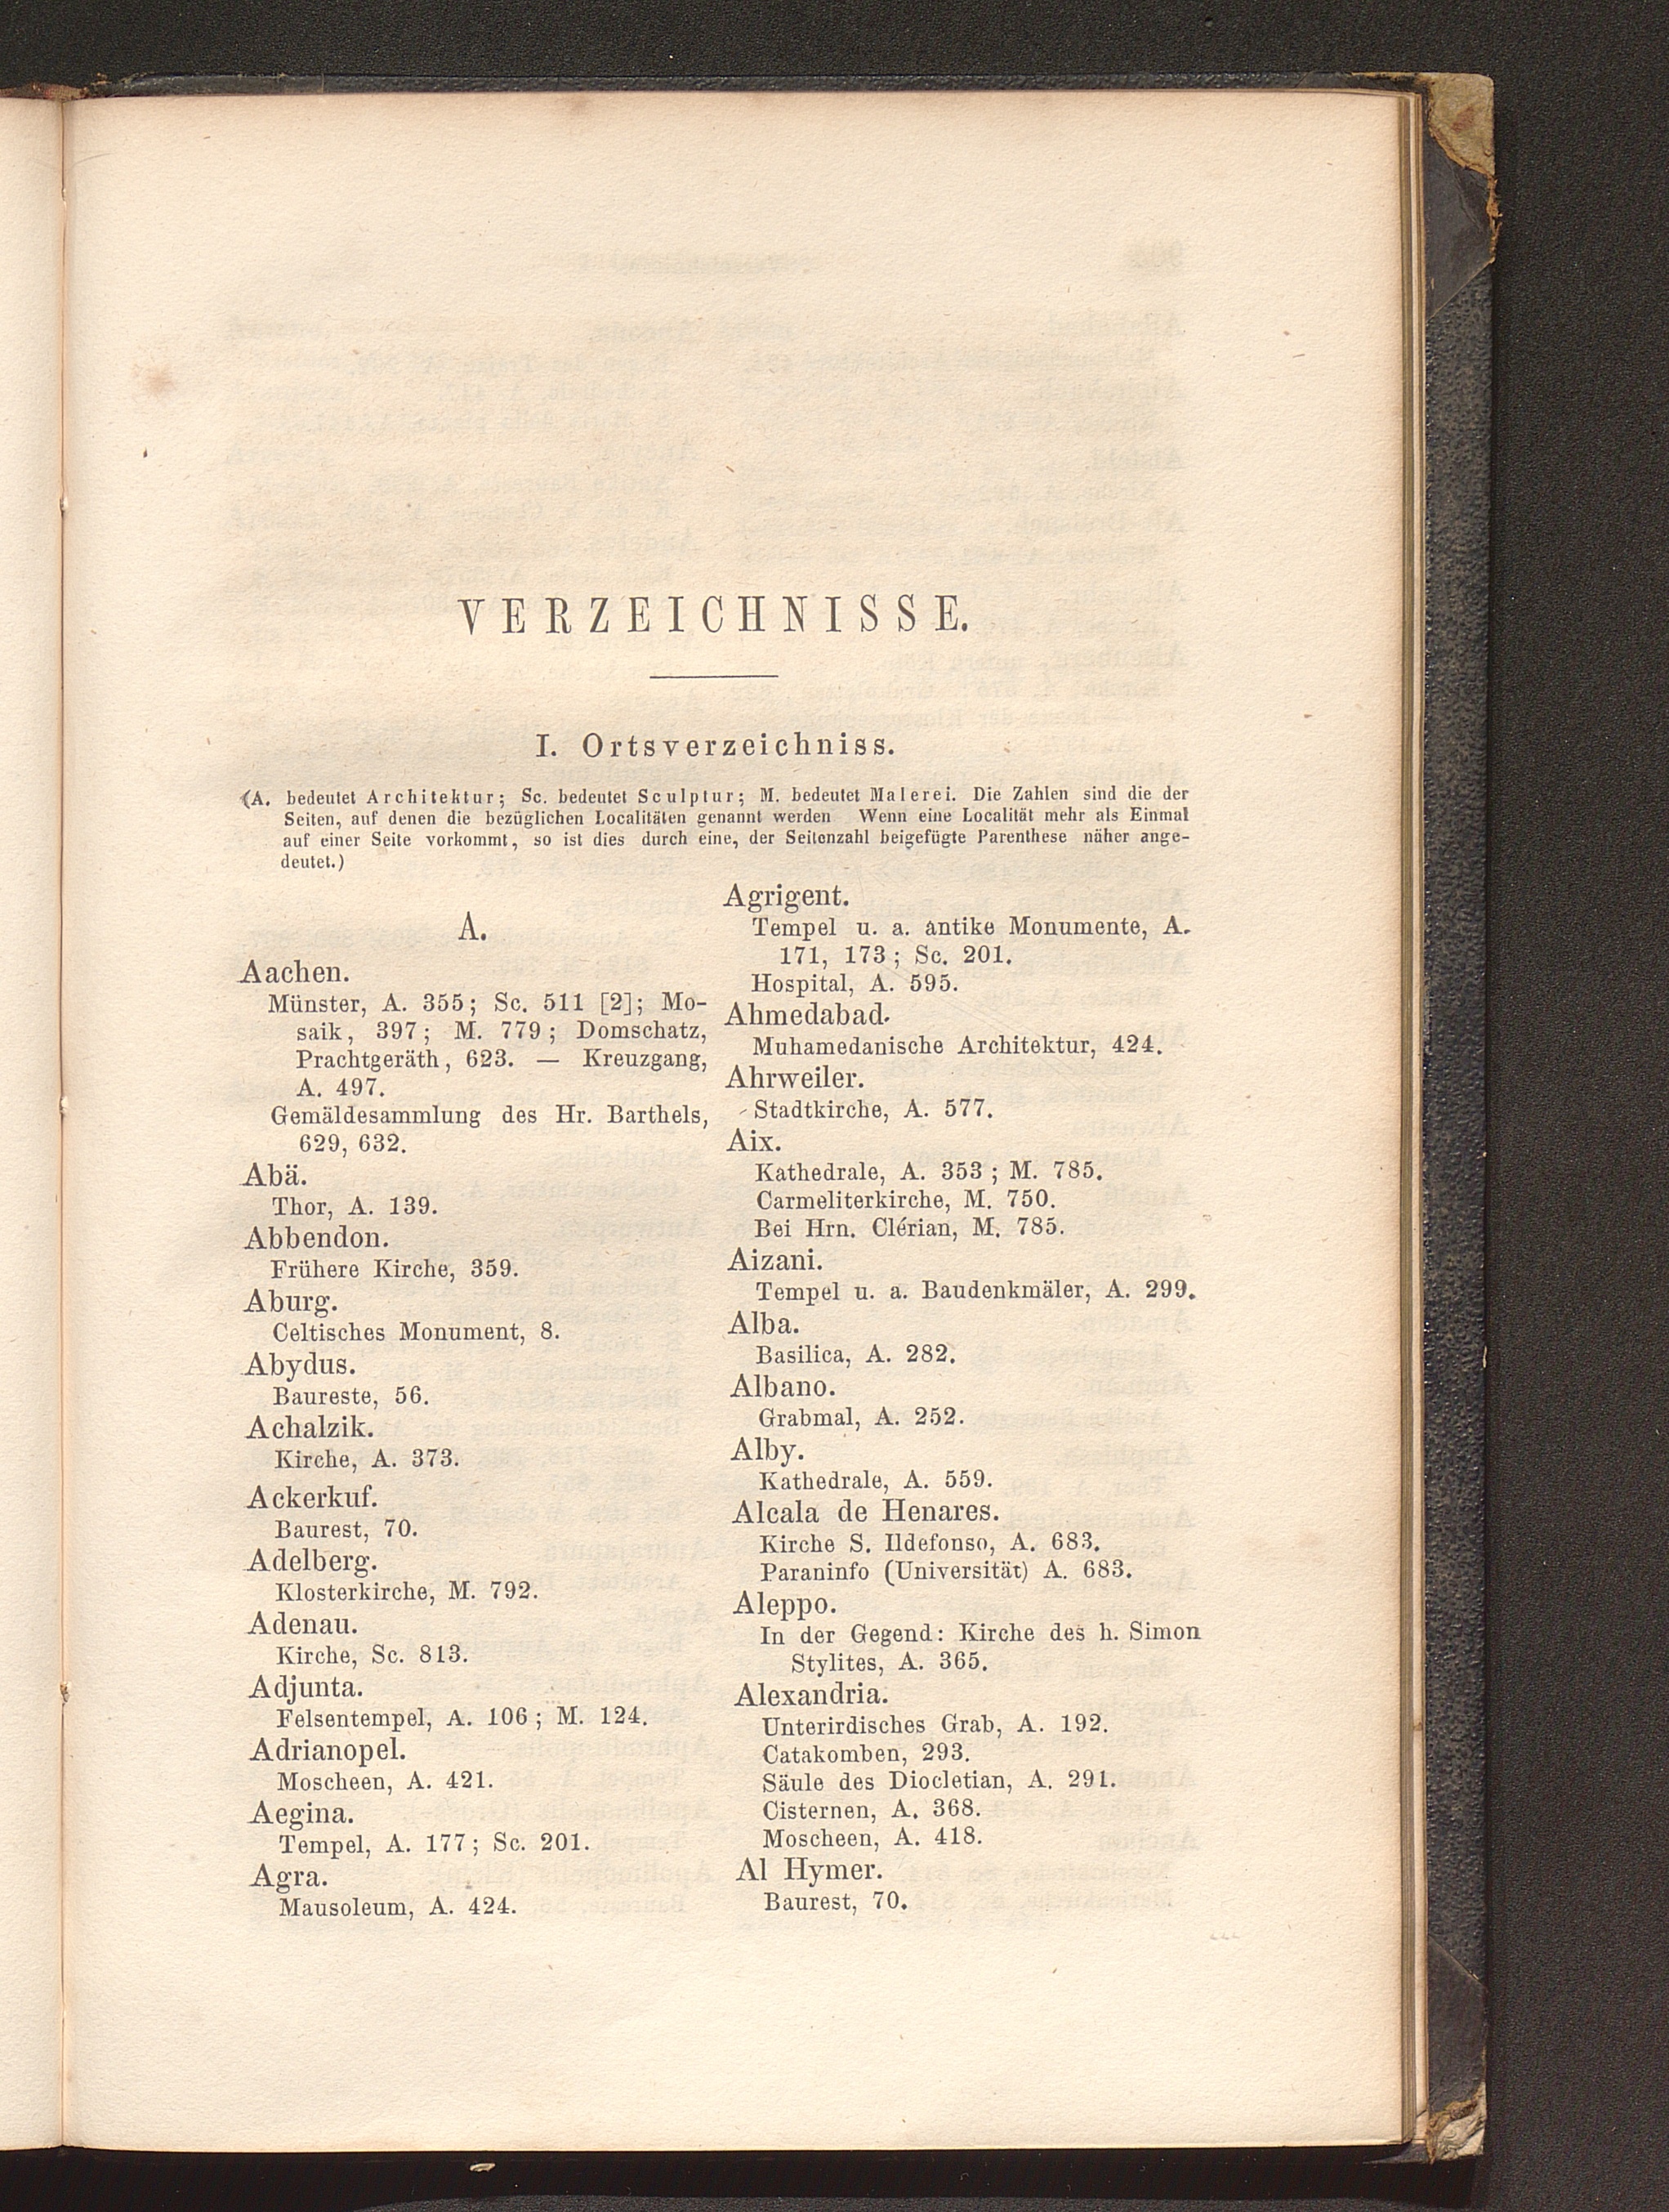 VERZEICHNISSE.
I. Ortsverzeichniss.
(A. bedeutet Architektur; Sc. bedeutet Sculptur; M. bedeutet Malerei. Die Zahlen sind die der
Seiten, auf denen die bezüglichen Localitäten genannt werden Wenn eine Localität mehr als Einmal
auf einer Seite vorkommt, so ist dies durch eine, der Seitenzahl beigefügte Parenthese näher ange-
deutet.)
A.
Aachen.
Münster, A. 355; Sc. 511 [2]; Mo-
saik, 397; M. 779; Domschatz,
Prachtgeräth, 623. — Kreuzgang,
A. 497.
Gemäldesammlung des Hr. Barthels,
629, 632.
Abä.
Thor, A. 139.
Abbendon.
Frühere Kirche, 359.
Aburg.
Celtisches Monument, 8.
Abydus.
Baureste, 56.
Achalzik.
Kirche, A. 373.
Ackerkuf.
Baurest, 70.
Adelberg.
Klosterkirche, M. 792.
Adenau.
Kirche, Sc. 813.
Adjunta.
Felsentempel, A. 106; M. 124.
Adrianopel.
Moscheen, A. 421.
Aegina.
Tempel, A. 177; Sc. 201.
Agra.
Mausoleum, A. 424.
Agrigent.
Tempel u. a. antike Monumente, A.
171, 173; Sc. 201.
Hospital, A. 595.
Ahmedabad.
Muhamedanische Architektur, 424.
Ahrweiler.
Stadtkirche, A. 577.
Aix.
Kathedrale, A. 353; M. 785.
Carmeliterkirche, M. 750.
Bei Hrn. Clérian, M. 785.
Aizani.
Tempel u. a. Baudenkmäler, A. 299.
Alba.
Basilica, A. 282.
Albano.
Grabmal, A. 252.
Alby.
Kathedrale, A. 559.
Alcala de Henares.
Kirche S. Ildefonso, A. 683.
Paraninfo (Universität) A. 683.
Aleppo.
In der Gegend: Kirche des h. Simon
Stylites, A. 365.
Alexandria.
Unterirdisches Grab, A. 192.
Catakomben, 293.
Säule des Diocletian, A. 291.
Cisternen, A. 368.
Moscheen, A. 418.
Al Hymer.
Baurest, 70.